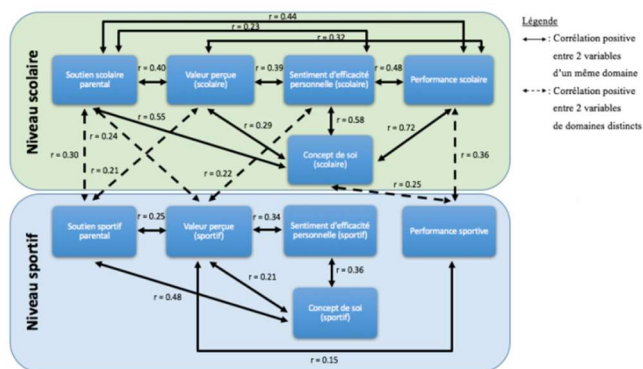 r = 0.44
r = 0.23
r = 0.32
Niveau scolaire
Soutien scolaire
parental
r = 0.40
Valeur perçue
(scolaire)
r = 0.39
Sentiment d'efficacité
personnelle (scolaire)
r = 0.48
Performance scolaire
r = 0.55
r = 0.24
r = 0.29
r = 0.58
r = 0.72
r = 0.30
r = 0.21
r = 0.22
Concept de soi
(scolaire)
r = 0.36
r = 0.25
Niveau sportif
Soutien sportif
parental
r = 0.25
Valeur perçue
(sportif)
r = 0.34
Sentiment d'efficacité
personnelle (sportif)
Performance sportive
r = 0.48
r = 0.21
r = 0.36
Concept de soi
(sportif)
r = 0.15
Légende
: Corrélation positive
entre 2 variables
d'un même domaine
: Corrélation positive
entre 2 variables
de domaines distincts